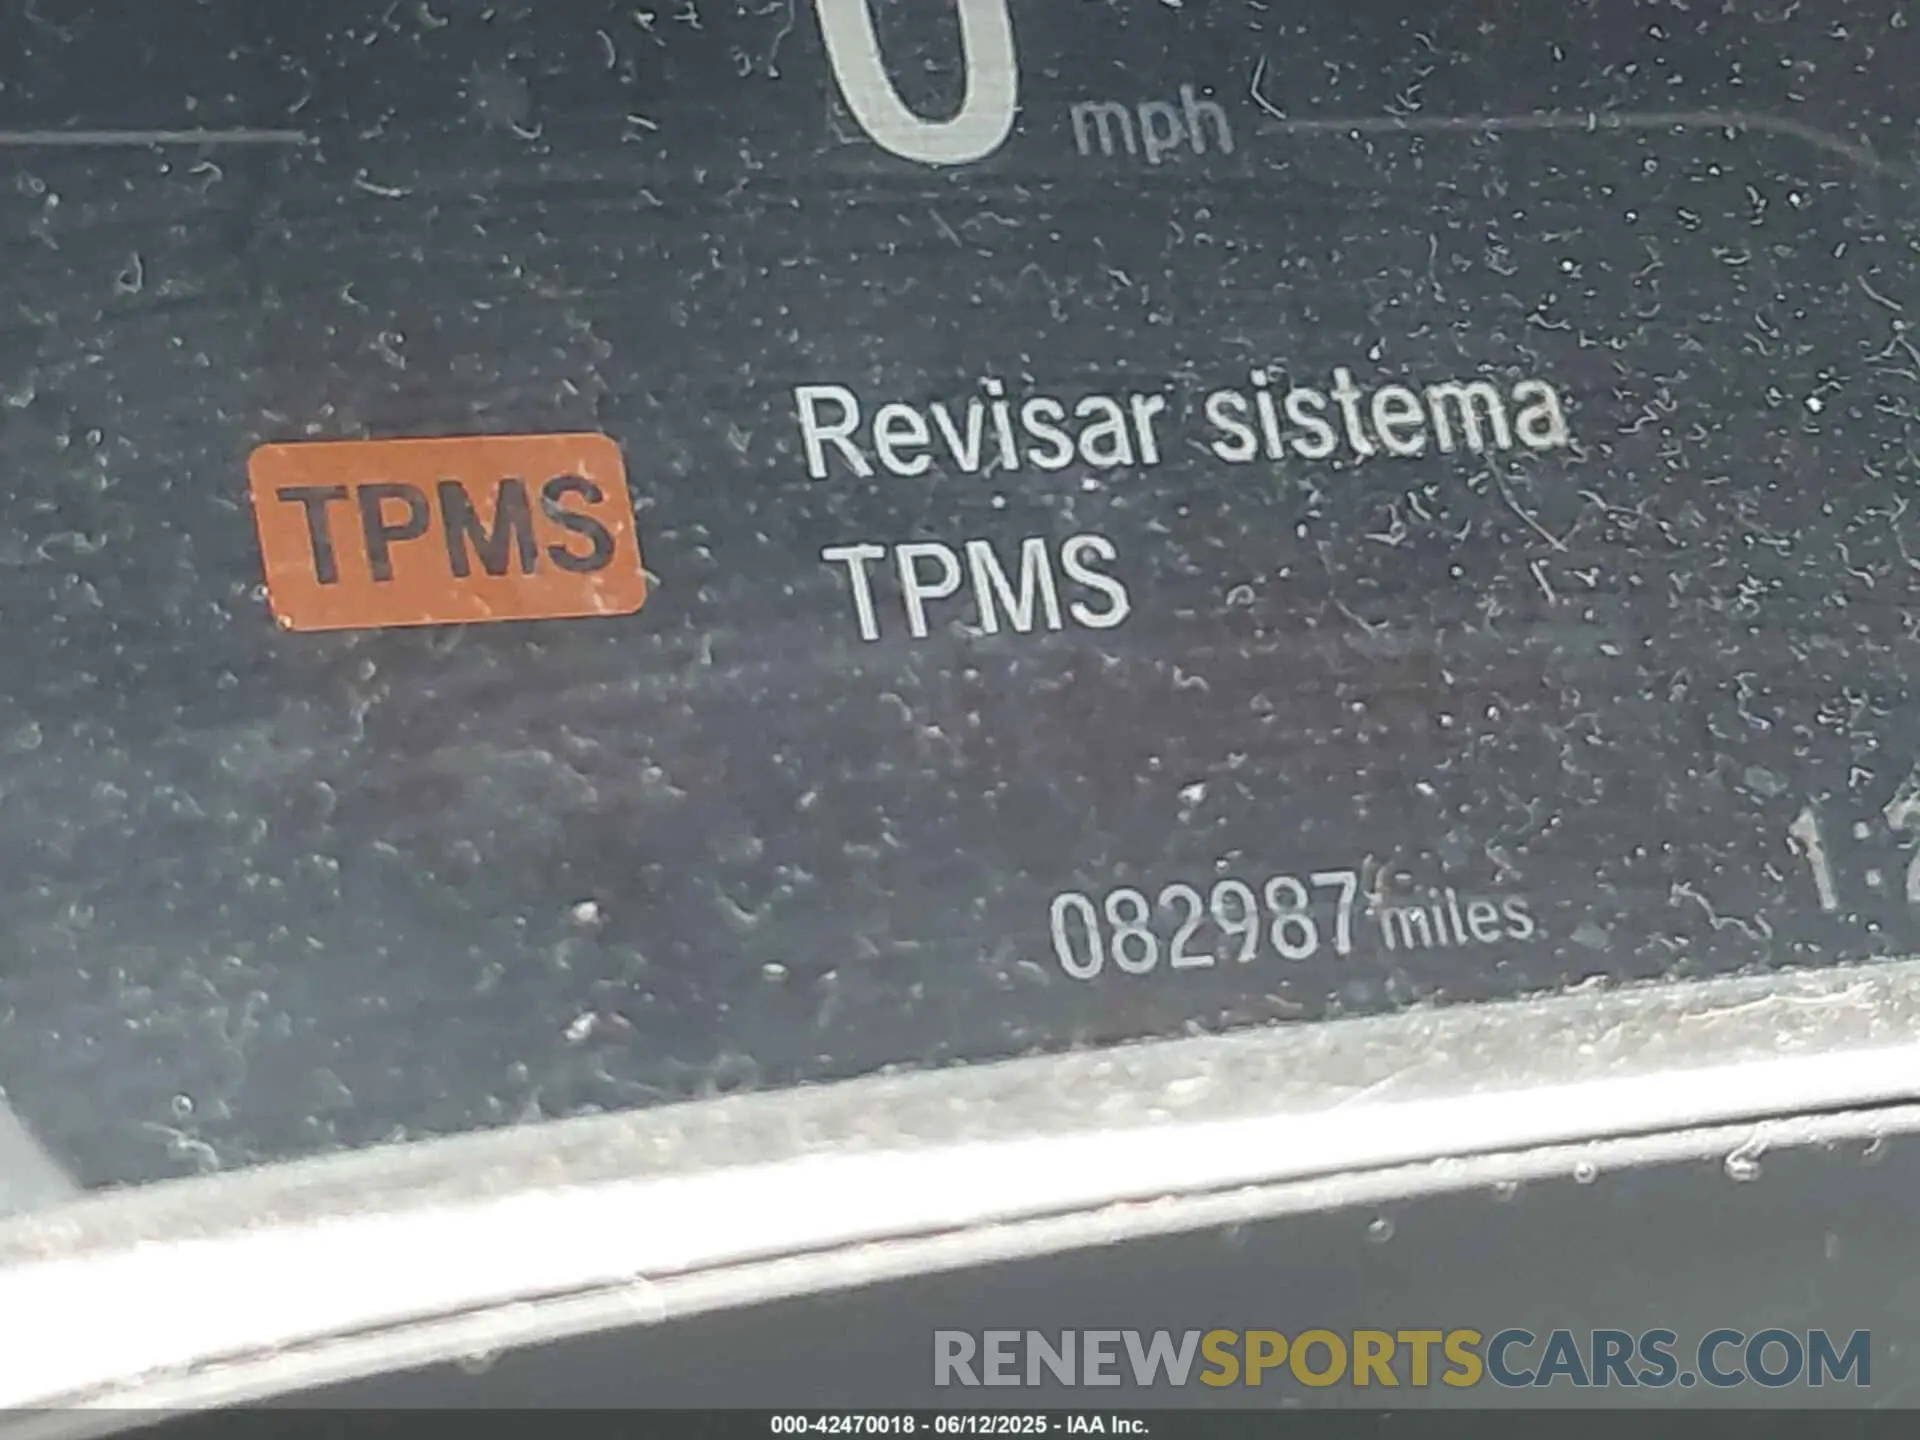 0 mph
Revisar sistema
TPMS
TPMS
082987 miles
RENEWSPORTSCARS.COM
000-42470018 - 06/12/2025 - IAA Inc.